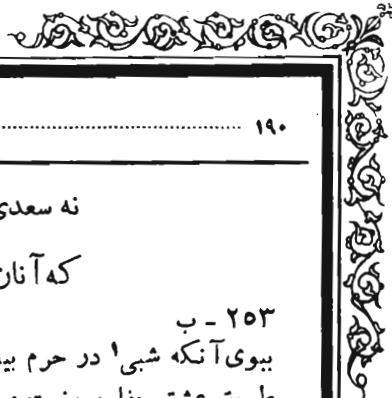 ۱۹۰
نه سعدی
که آنان
۲۵۳ - ب
ببوی آنکه شبی۱ در حرم